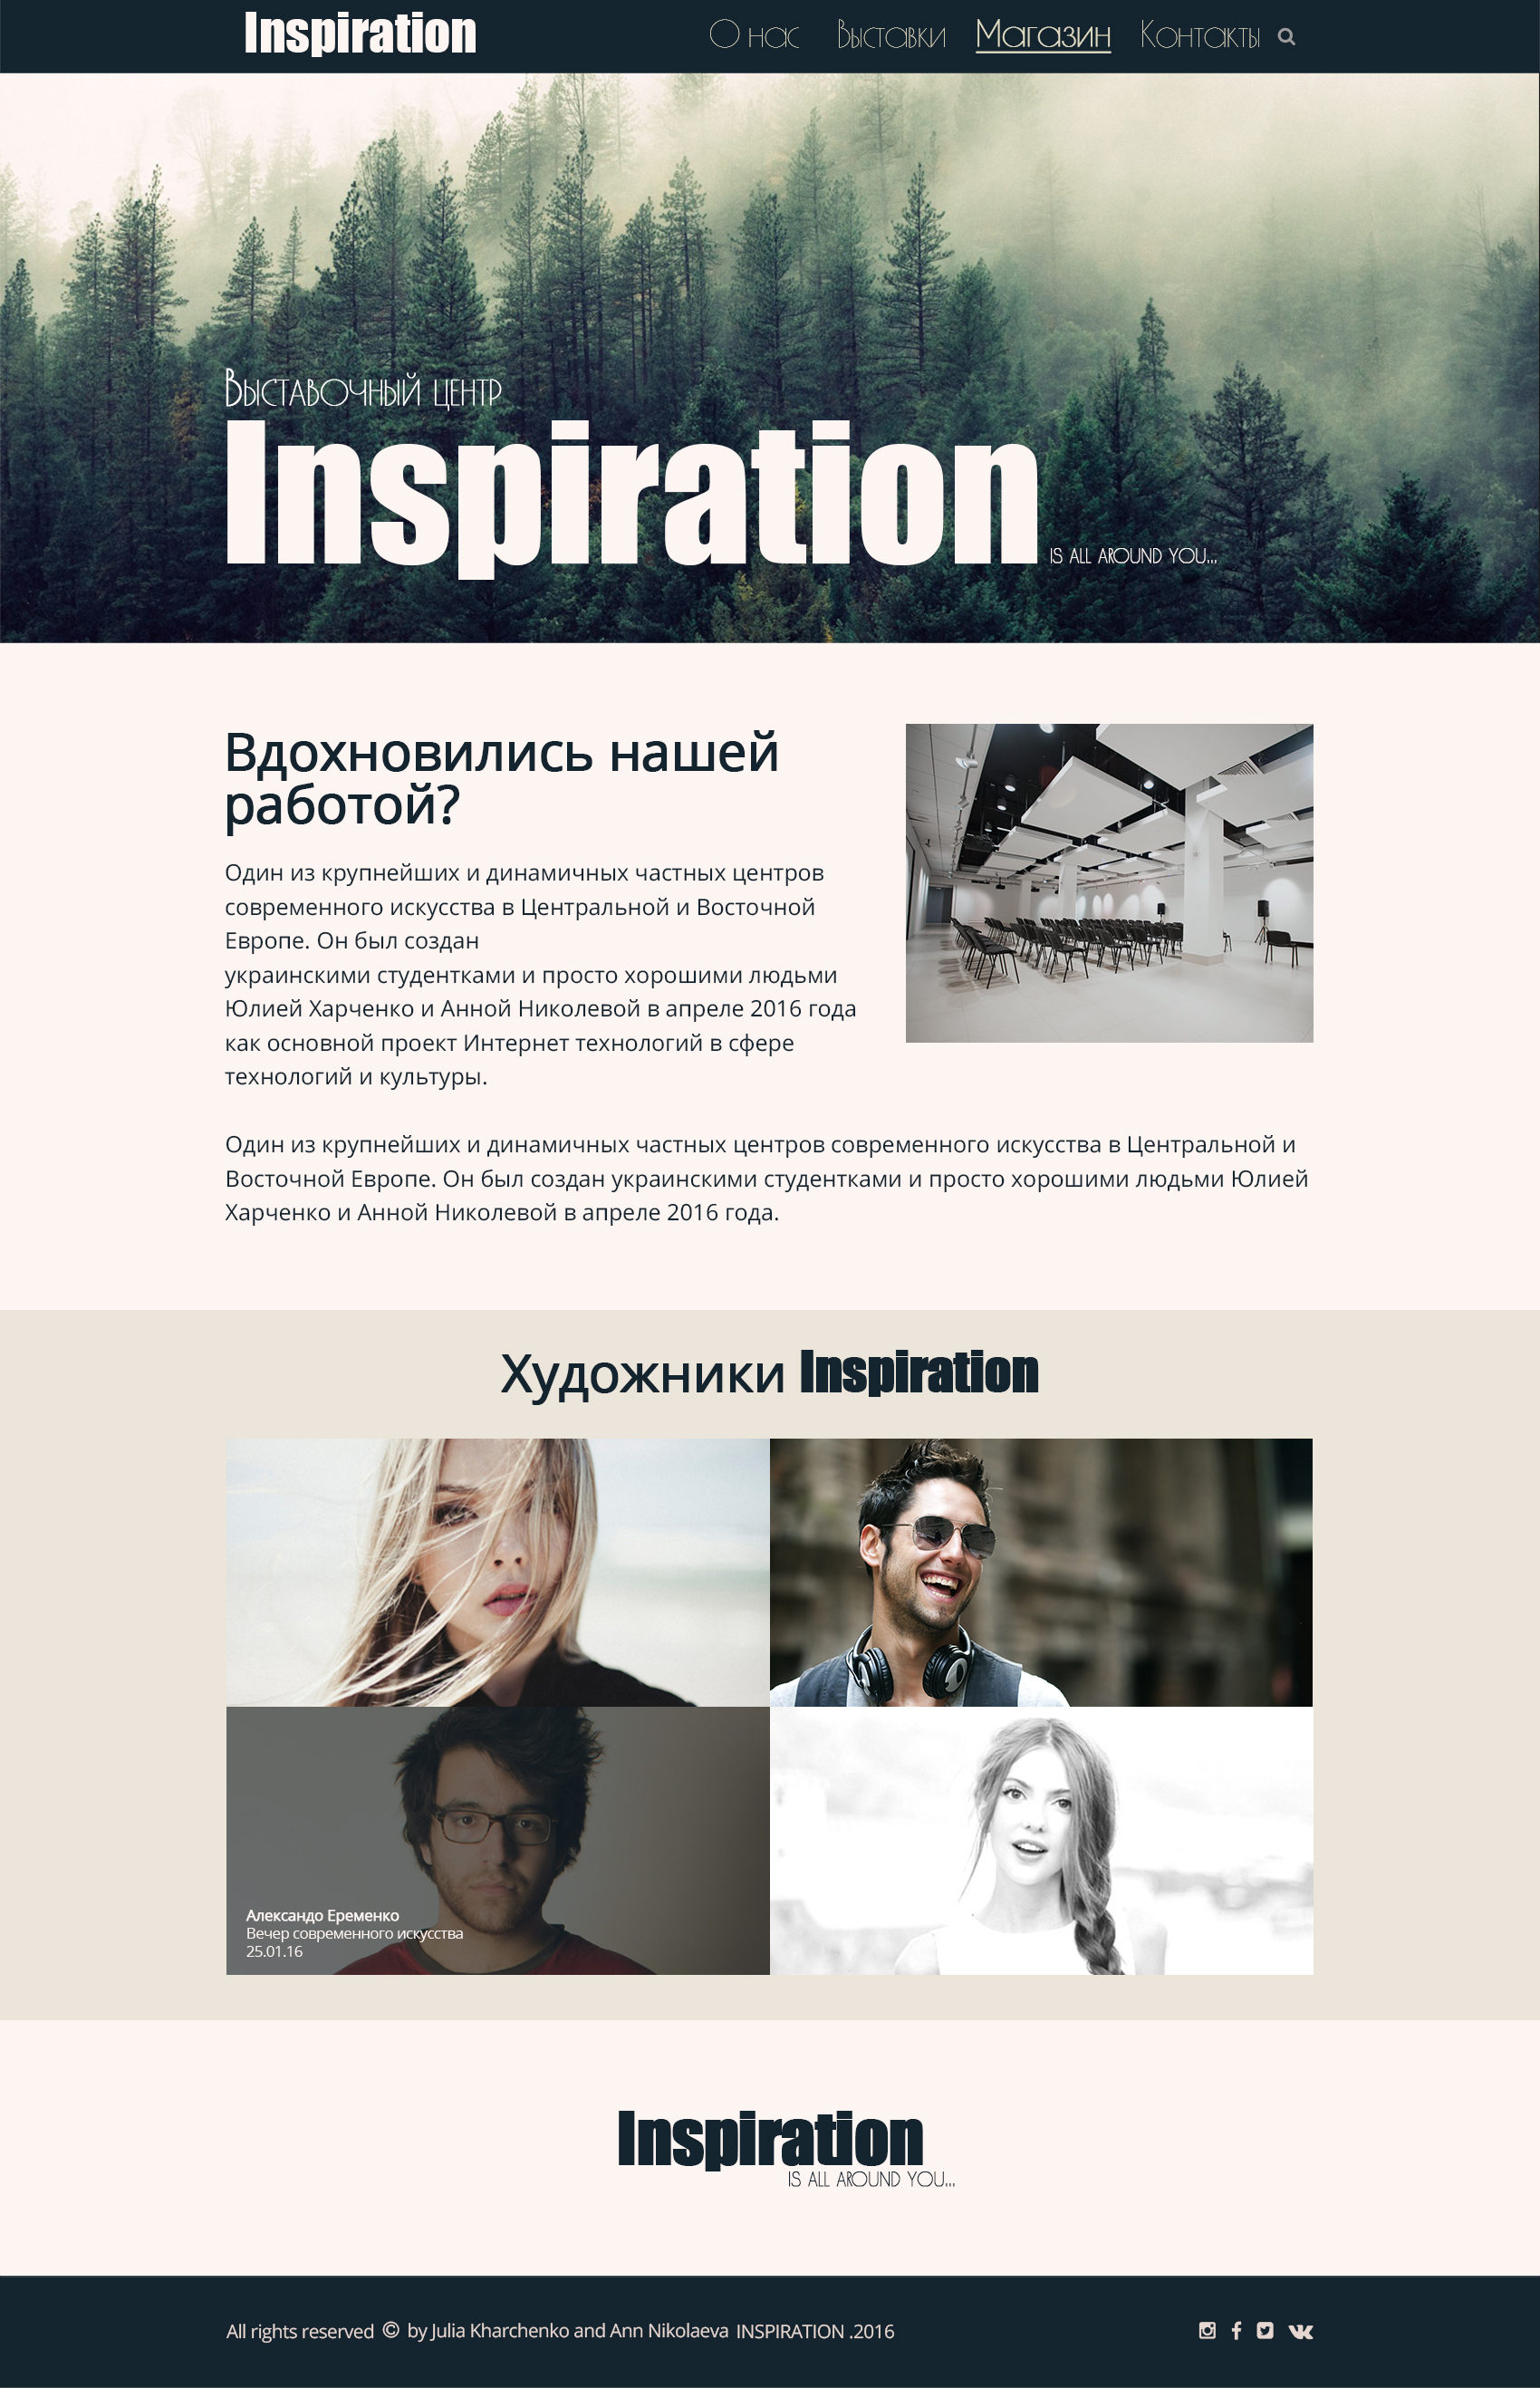 Inspiration
О нас Выставки Магазин Контакты
Выставочный центр
Inspiration
IS ALL AROUND YOU...
Вдохновились нашей
работой?
Один из крупнейших и динамичных частных центров
современного искусства в Центральной и Восточной
Европе. Он был создан
украинскими студентками и просто хорошими людьми
Юлией Харченко и Анной Николевой в апреле 2016 года
как основной проект Интернет технологий в сфере
технологий и культуры.
Один из крупнейших и динамичных частных центров современного искусства в Центральной и
Восточной Европе. Он был создан украинскими студентками и просто хорошими людьми Юлией
Харченко и Анной Николевой в апреле 2016 года.
Художники Inspiration
Александо Еременко
Вечер современного искусства
25.01.16
Inspiration
IS ALL AROUND YOU...
All rights reserved © by Julia Kharchenko and Ann Nikolaeva INSPIRATION .2016